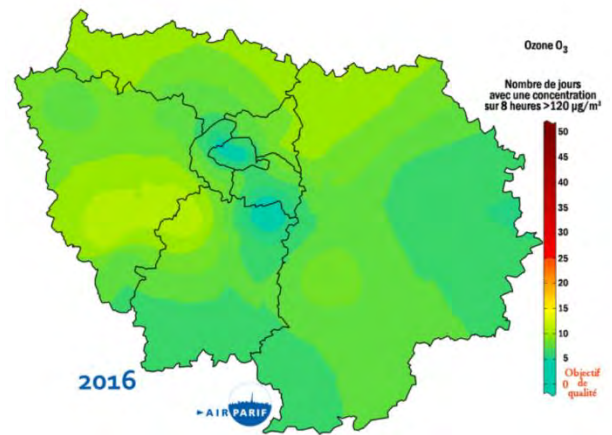 Ozone O₃
Nombre de jours
avec une concentration
sur 8 heures >120 µg/m³
50
45
40
35
30
25
20
15
10
5
0
Objectif
de
qualité
2016
AIRPARIF